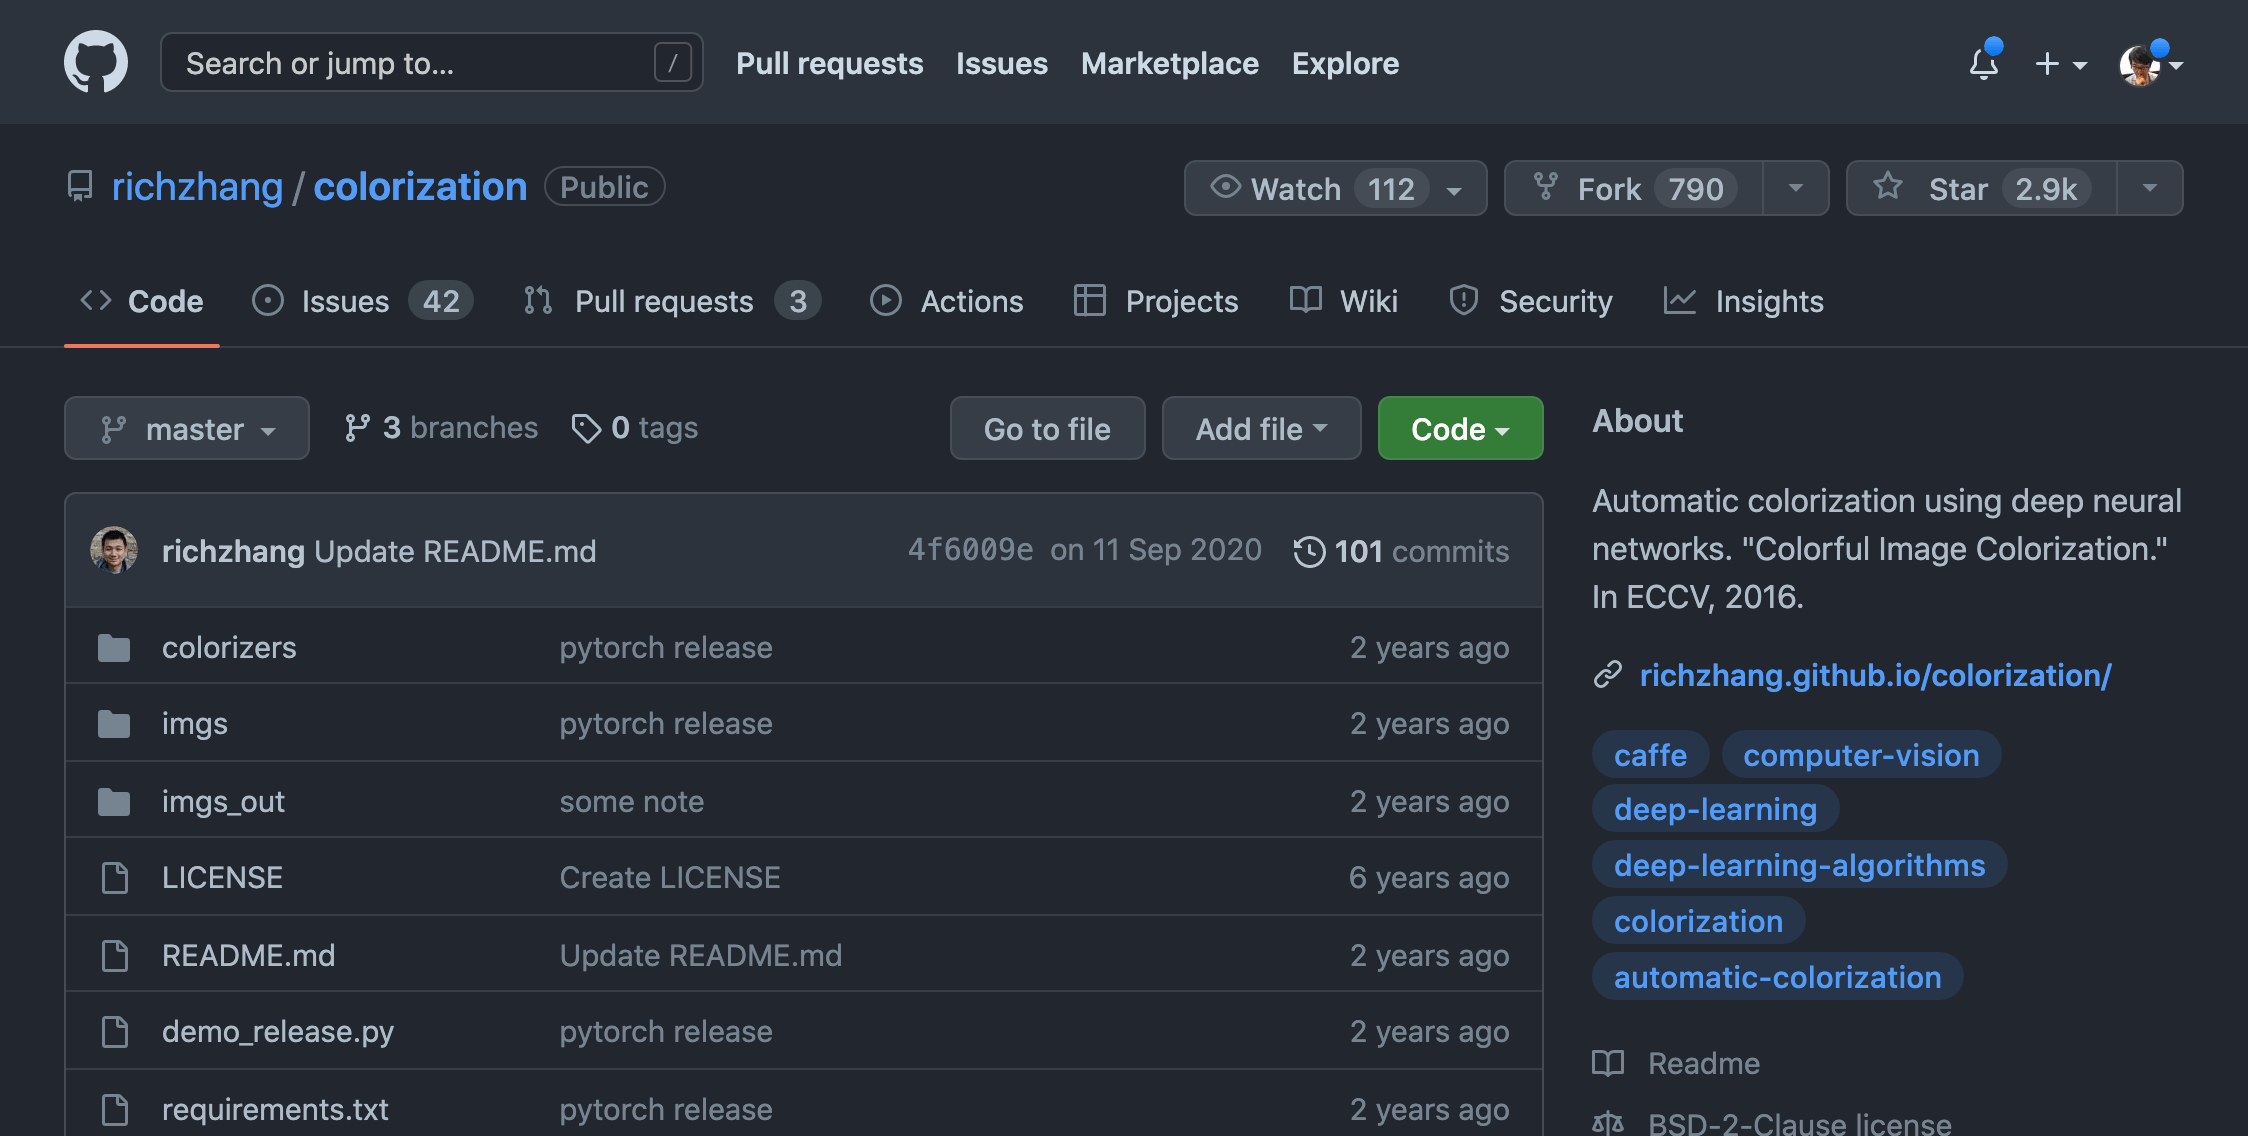 Search or jump to... / Pull requests Issues Marketplace Explore
richzhang / colorization Public Watch 112 Fork 790 Star 2.9k
Code Issues 42 Pull requests 3 Actions Projects Wiki Security Insights
master 3 branches 0 tags Go to file Add file Code
richzhang Update README.md 4f6009e on 11 Sep 2020 101 commits
colorizers pytorch release 2 years ago
imgs pytorch release 2 years ago
imgs_out some note 2 years ago
LICENSE Create LICENSE 6 years ago
README.md Update README.md 2 years ago
demo_release.py pytorch release 2 years ago
requirements.txt pytorch release 2 years ago
About
Automatic colorization using deep neural
networks. "Colorful Image Colorization."
In ECCV, 2016.
richzhang.github.io/colorization/
caffe computer-vision
deep-learning
deep-learning-algorithms
colorization
automatic-colorization
Readme
BSD-2-Clause license